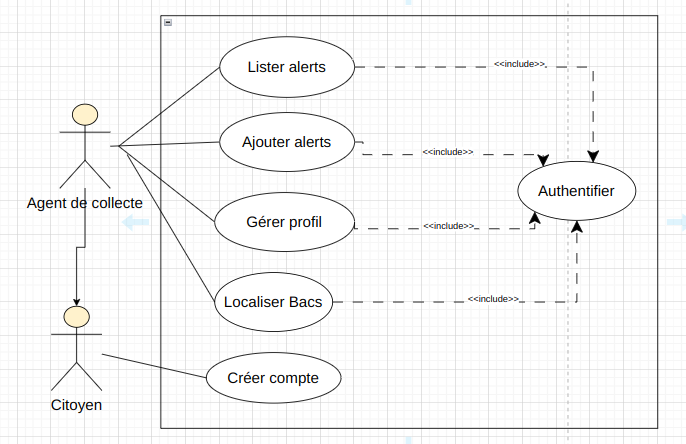 Lister alerts
<<include>>
Ajouter alerts
<<include>>
Authentifier
Agent de collecte
Gérer profil
<<include>>
Localiser Bacs
<<include>>
Créer compte
Citoyen